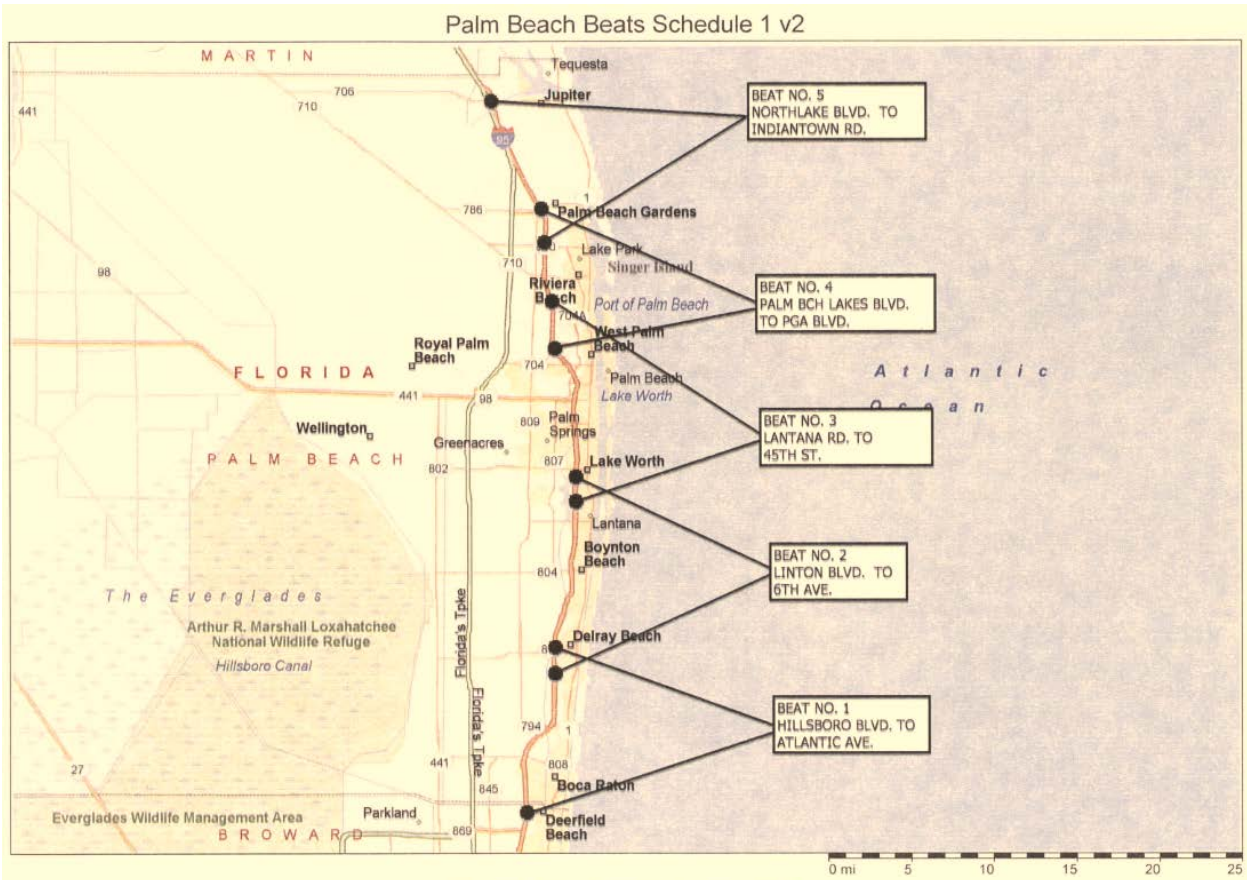 Palm Beach Beats Schedule 1 v2
MARTIN
Tequesta
441
706
710
Jupiter
95
BEAT NO. 5
NORTHLAKE BLVD. TO
INDIANTOWN RD.
786
1
Palm Beach Gardens
710
Lake Park
Singer Island
98
Riviera
Beach
Port of Palm Beach
704A
BEAT NO. 4
PALM BCH LAKES BLVD.
TO PGA BLVD.
West Palm
Beach
Royal Palm
Beach
704
FLORIDA
Palm Beach
Lake Worth
441
98
Atlantic
Ocean
809
Palm
Springs
BEAT NO. 3
LANTANA RD. TO
45TH ST.
Wellington
Greenacres
PALM BEACH
802
807
Lake Worth
Lantana
Boynton
Beach
804
BEAT NO. 2
LINTON BLVD. TO
6TH AVE.
The Everglades
Arthur R. Marshall Loxahatchee
National Wildlife Refuge
Hillsboro Canal
Florida's Tpke
Delray Beach
Florida's Tpke
794
1
BEAT NO. 1
HILLSBORO BLVD. TO
ATLANTIC AVE.
27
441
845
808
Boca Raton
Everglades Wildlife Management Area
Parkland
BROWARD
869
Deerfield
Beach
0 mi 5 10 15 20 25